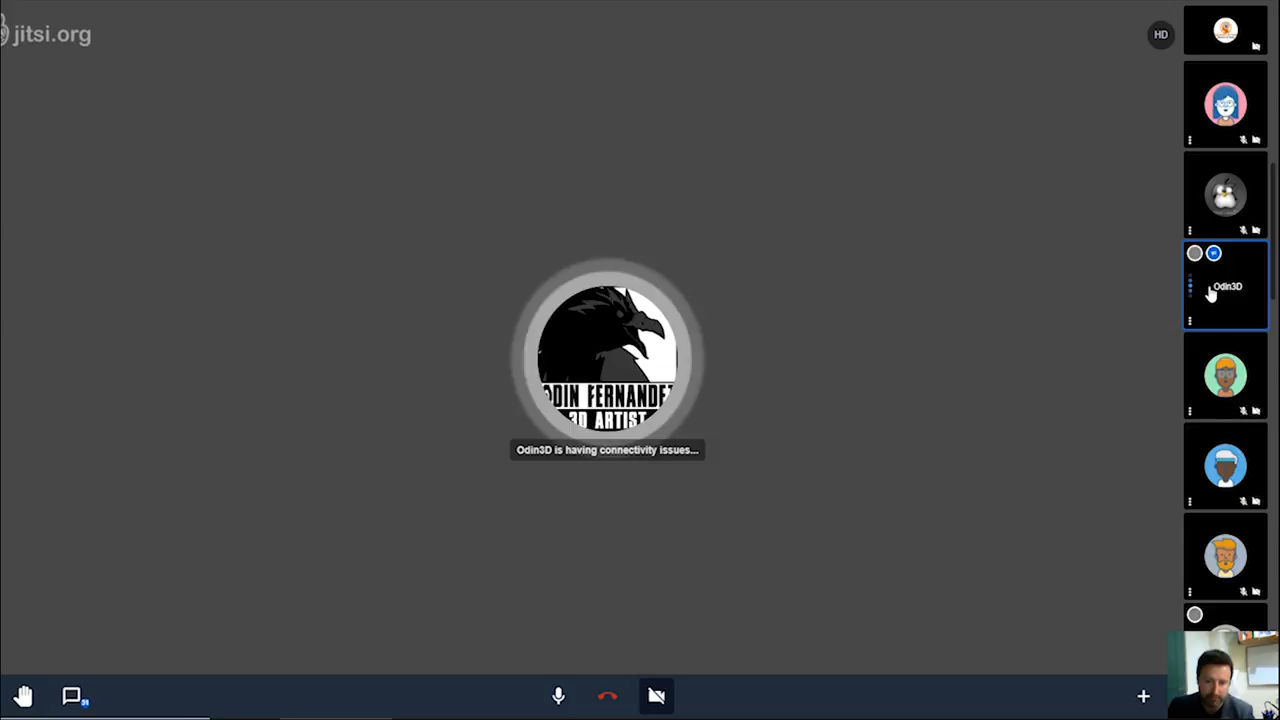 jitsi.org
HD
Odin3D
ODIN FERNANDEZ
3D ARTIST
Odin3D is having connectivity issues...